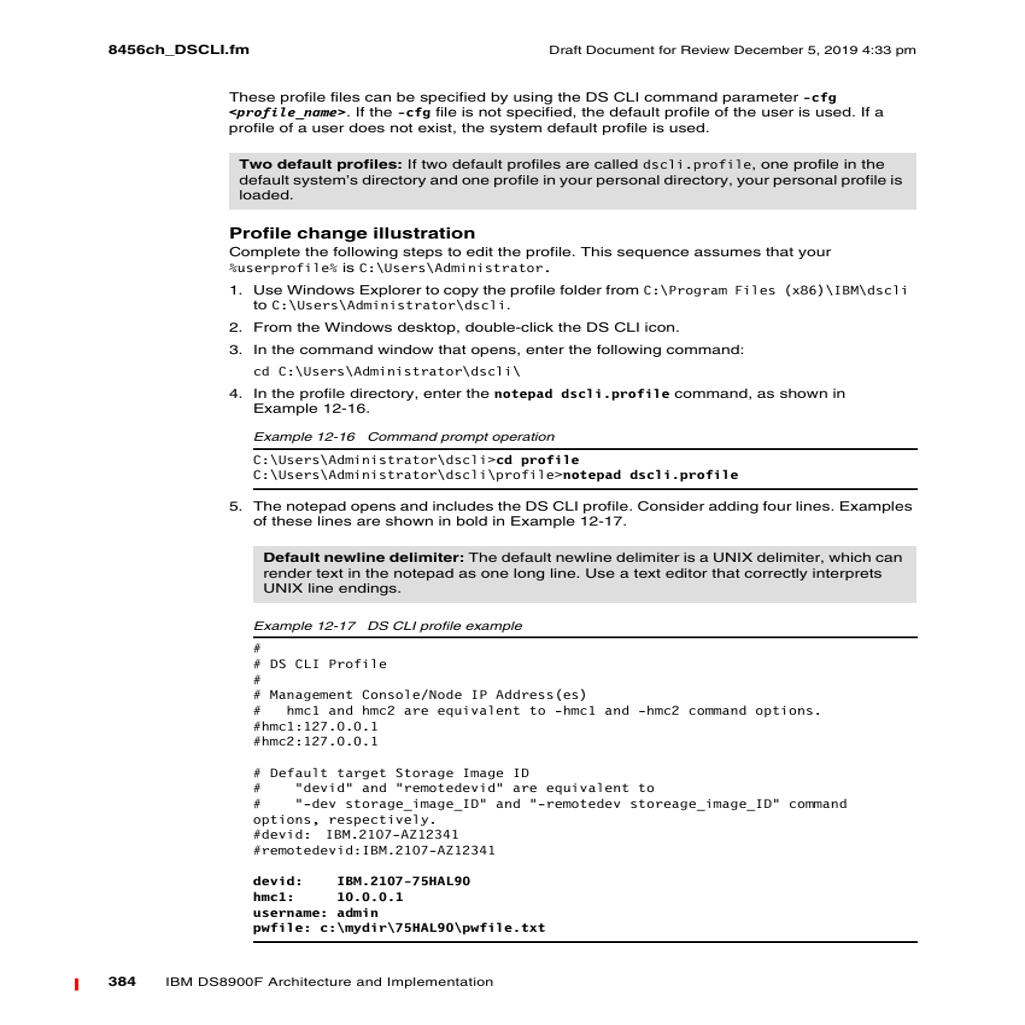 8456ch_DSCLI.fm
Draft Document for Review December 5, 2019 4:33 pm
These profile files can be specified by using the DS CLI command parameter -cfg
<profile_name>. If the -cfg file is not specified, the default profile of the user is used. If a
profile of a user does not exist, the system default profile is used.
Two default profiles: If two default profiles are called dscli.profile, one profile in the
default system's directory and one profile in your personal directory, your personal profile is
loaded.
Profile change illustration
Complete the following steps to edit the profile. This sequence assumes that your
%userprofile% is C:\Users\Administrator.
1. Use Windows Explorer to copy the profile folder from C:\Program Files (x86)\IBM\dscli
to C:\Users\Administrator\dscli.
2. From the Windows desktop, double-click the DS CLI icon.
3. In the command window that opens, enter the following command:
cd C:\Users\Administrator\dscli\
4. In the profile directory, enter the notepad dscli.profile command, as shown in
Example 12-16.
Example 12-16 Command prompt operation
C:\Users\Administrator\dscli>cd profile
C:\Users\Administrator\dscli\profile>notepad dscli.profile
5. The notepad opens and includes the DS CLI profile. Consider adding four lines. Examples
of these lines are shown in bold in Example 12-17.
Default newline delimiter: The default newline delimiter is a UNIX delimiter, which can
render text in the notepad as one long line. Use a text editor that correctly interprets
UNIX line endings.
Example 12-17 DS CLI profile example
#
# DS CLI Profile
#
# Management Console/Node IP Address(es)
#   hmc1 and hmc2 are equivalent to -hmc1 and -hmc2 command options.
#hmc1:127.0.0.1
#hmc2:127.0.0.1
# Default target Storage Image ID
#    "devid" and "remotedevid" are equivalent to
#    "-dev storage_image_ID" and "-remotedev storeage_image_ID" command
options, respectively.
#devid:  IBM.2107-AZ12341
#remotedevid:IBM.2107-AZ12341
devid:    IBM.2107-75HAL90
hmc1:     10.0.0.1
username: admin
pwfile: c:\mydir\75HAL90\pwfile.txt
384 IBM DS8900F Architecture and Implementation